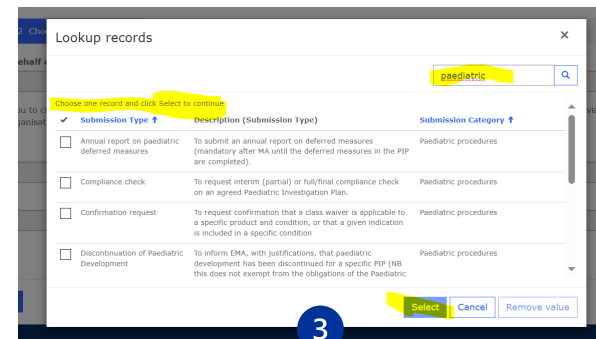 2 Cho
Lookup records
×
ehalf
paediatric
Choose one record and click Select to continue
Submission Type ↑ Description (Submission Type) Submission Category ↑
Annual report on paediatric deferred measures
To submit an annual report on deferred measures
(mandatory after MA until the deferred measures in the PIP
are completed).
Paediatric procedures
Compliance check
To request interim (partial) or full/final compliance check
on an agreed Paediatric Investigation Plan.
Paediatric procedures
Confirmation request
To request confirmation that a class waiver is applicable to
a specific product and condition, or that a given indication
is included in a specific condition
Paediatric procedures
Discontinuation of Paediatric
Development
To inform EMA, with justifications, that paediatric
development has been discontinued for a specific PIP (NB
this does not exempt from the obligations of the Paediatric
Paediatric procedures
Select Cancel Remove value
3